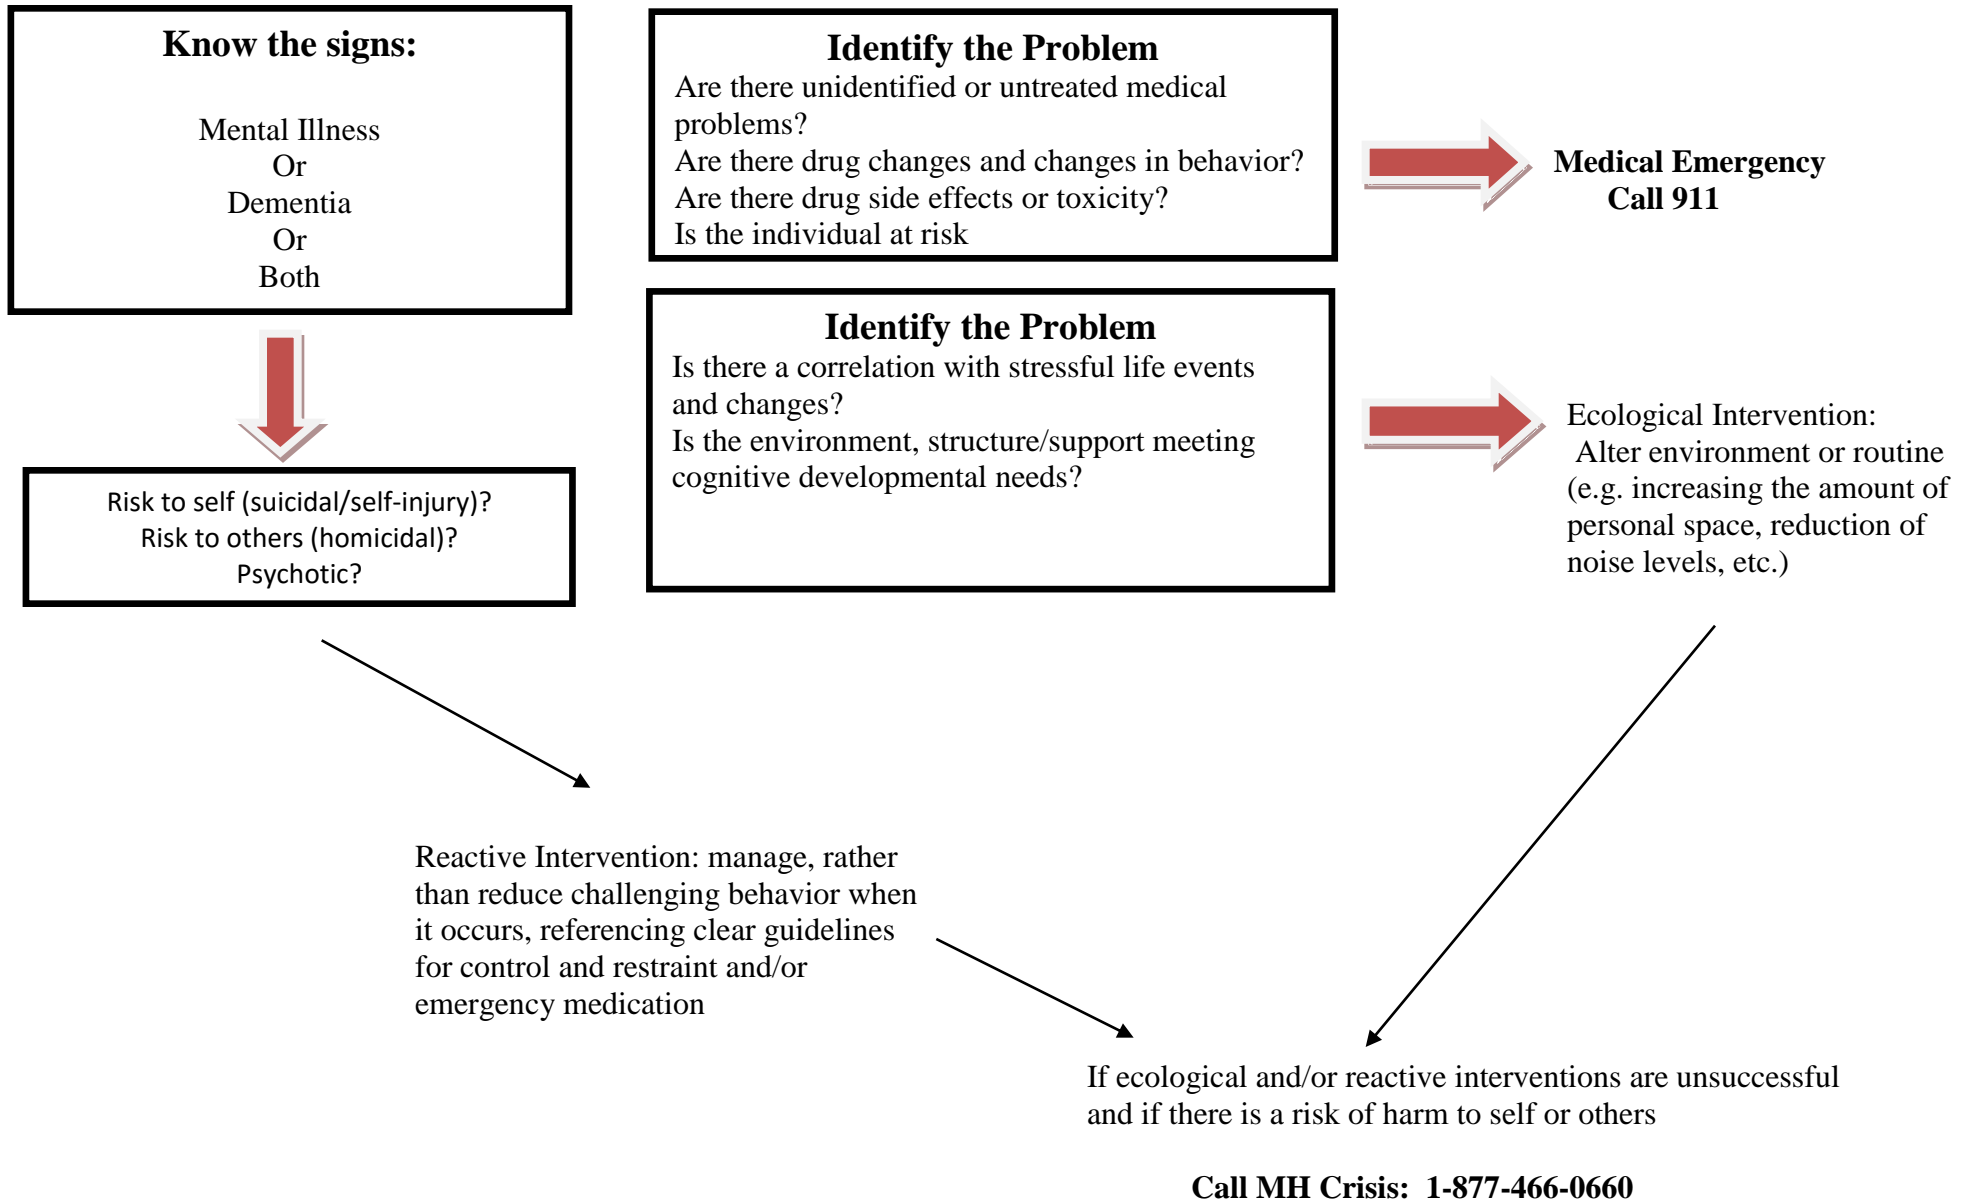 Know the signs:
Mental Illness
Or
Dementia
Or
Both
Risk to self (suicidal/self-injury)?
Risk to others (homicidal)?
Psychotic?
Identify the Problem
Are there unidentified or untreated medical
problems?
Are there drug changes and changes in behavior?
Are there drug side effects or toxicity?
Is the individual at risk
Medical Emergency
Call 911
Identify the Problem
Is there a correlation with stressful life events
and changes?
Is the environment, structure/support meeting
cognitive developmental needs?
Ecological Intervention:
Alter environment or routine
(e.g. increasing the amount of
personal space, reduction of
noise levels, etc.)
Reactive Intervention: manage, rather
than reduce challenging behavior when
it occurs, referencing clear guidelines
for control and restraint and/or
emergency medication
If ecological and/or reactive interventions are unsuccessful
and if there is a risk of harm to self or others
Call MH Crisis: 1-877-466-0660